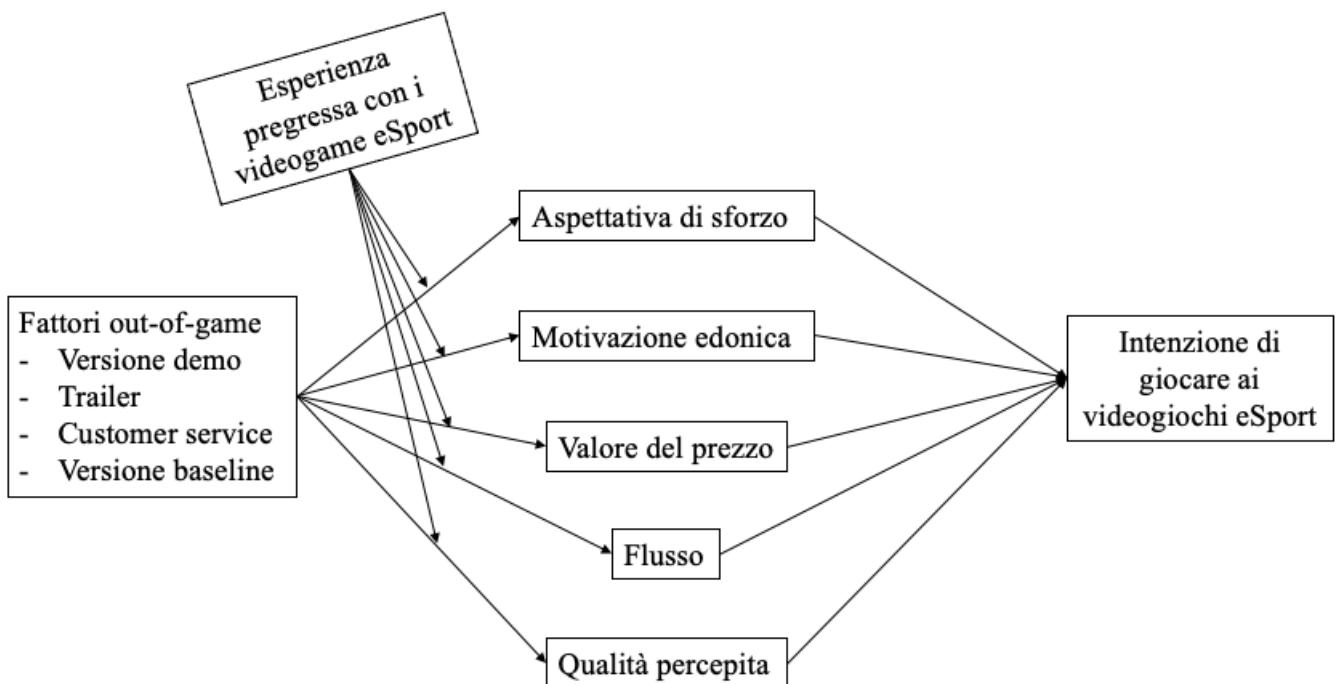 Esperienza
pregressa con i
videogame eSport
Aspettativa di sforzo
Fattori out-of-game
- Versione demo
- Trailer
- Customer service
- Versione baseline
Motivazione edonica
Valore del prezzo
Flusso
Qualità percepita
Intenzione di
giocare ai
videogiochi eSport